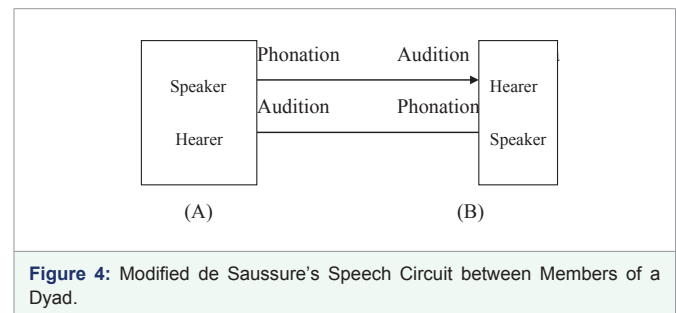 Phonation Audition
Speaker Hearer
Audition Phonation
Hearer Speaker
(A) (B)
Figure 4: Modified de Saussure's Speech Circuit between Members of a
Dyad.